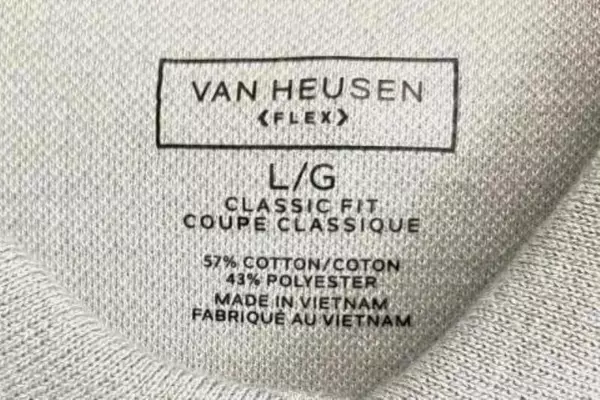 VAN HEUSEN
‹FLEX›
L/G
CLASSIC FIT
COUPE CLASSIQUE
57% COTTON/COTON
43% POLYESTER
MADE IN VIETNAM
FABRIQUÉ AU VIETNAM